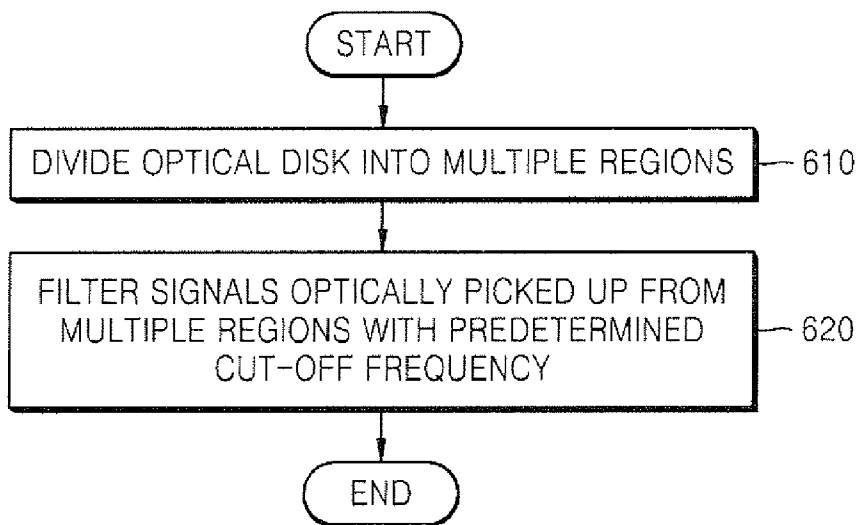 START
DIVIDE OPTICAL DISK INTO MULTIPLE REGIONS
610
FILTER SIGNALS OPTICALLY PICKED UP FROM
MULTIPLE REGIONS WITH PREDETERMINED
CUT-OFF FREQUENCY
620
END